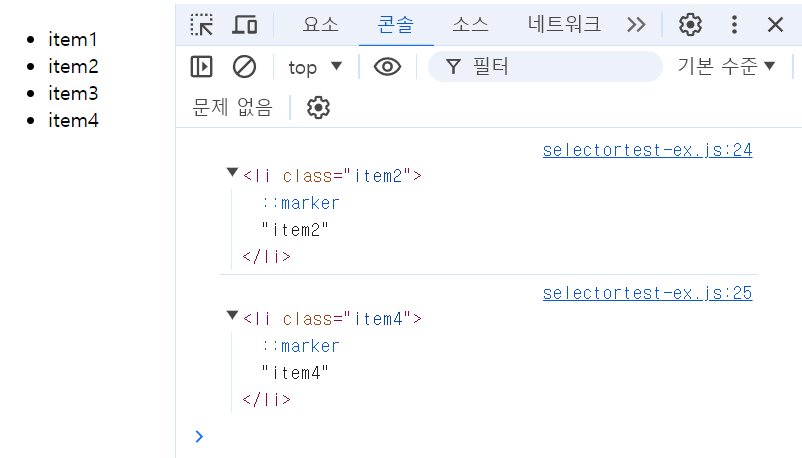 item1
item2
item3
item4
요소 콘솔 소스 네트워크
top 필터 기본 수준
문제 없음
selectortest-ex.js:24
<li class="item2">
::marker
"item2"
</li>
selectortest-ex.js:25
<li class="item4">
::marker
"item4"
</li>